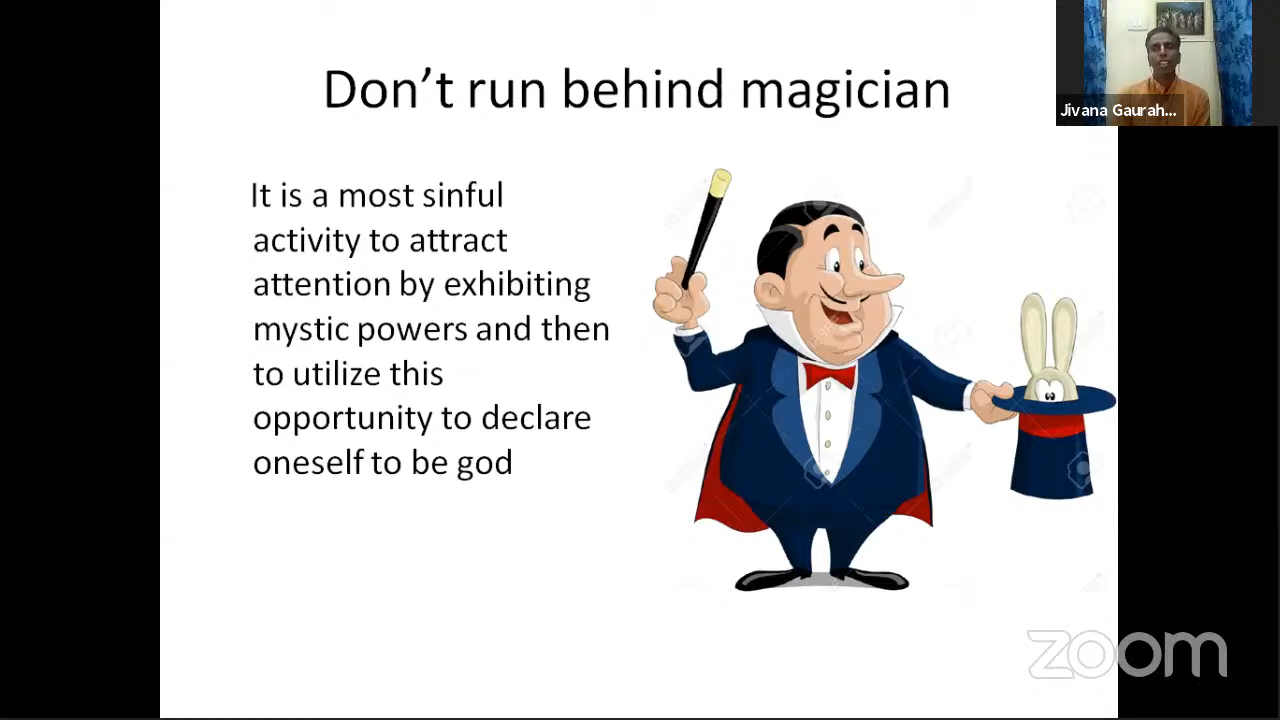 Don't run behind magician
Jivana Gaurah...
It is a most sinful
activity to attract
attention by exhibiting
mystic powers and then
to utilize this
opportunity to declare
oneself to be god
zoom